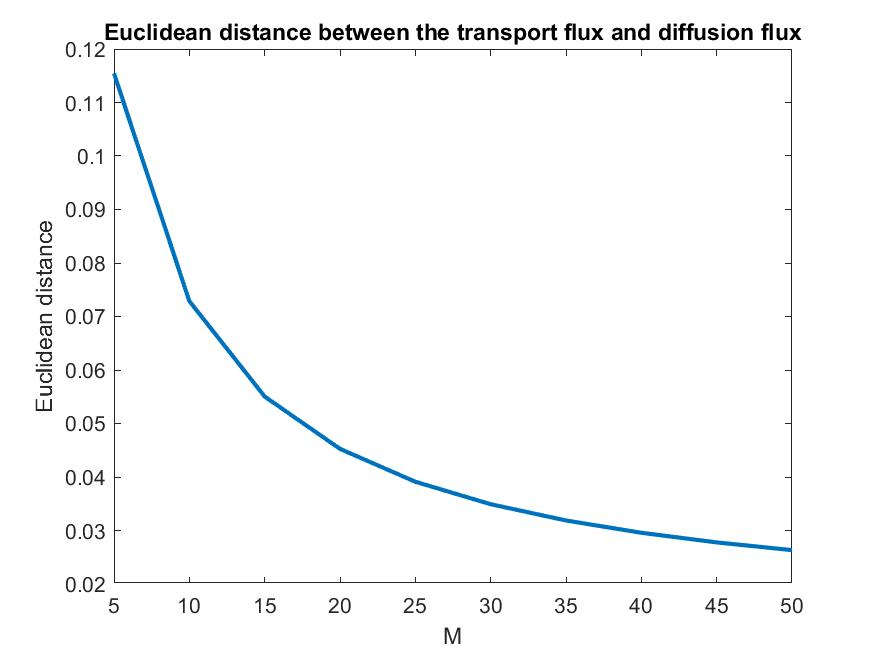 Euclidean distance between the transport flux and diffusion flux
0.12
0.11
0.1
0.09
0.08
0.07
0.06
0.05
0.04
0.03
0.02
Euclidean distance
5 10 15 20 25 30 35 40 45 50
M